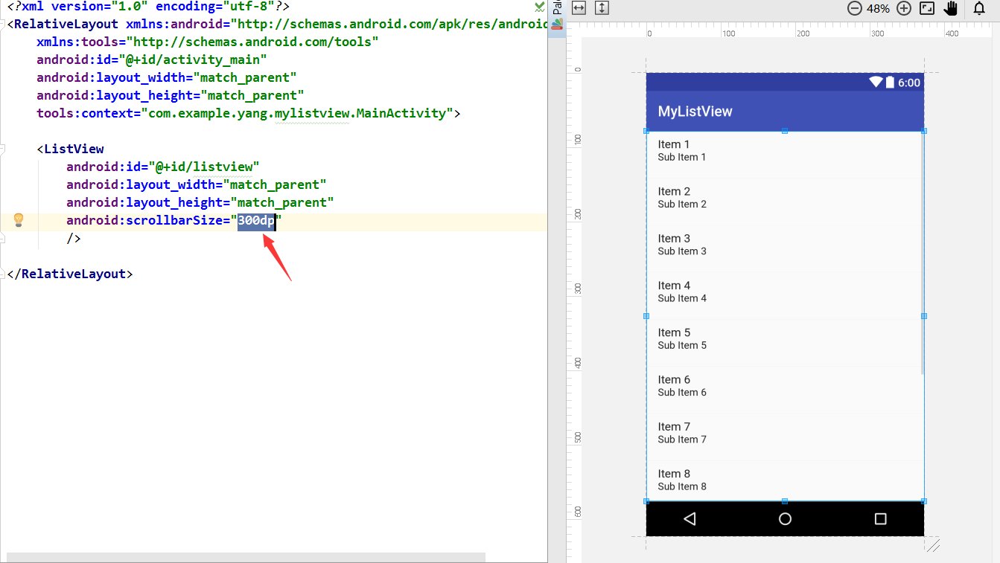 <?xml version="1.0" encoding="utf-8"?>
<RelativeLayout xmlns:android="http://schemas.android.com/apk/res/android
xmlns:tools="http://schemas.android.com/tools"
android:id="@+id/activity_main"
android:layout_width="match_parent"
android:layout_height="match_parent"
tools:context="com.example.yang.mylistview.MainActivity">
<ListView
android:id="@+id/listview"
android:layout_width="match_parent"
android:layout_height="match_parent"
android:scrollbarSize="300dp"
/>
</RelativeLayout>
Pal
48%
0 100 200 300 400
0
100
200
300
400
500
600
6:00
MyListView
Item 1
Sub Item 1
Item 2
Sub Item 2
Item 3
Sub Item 3
Item 4
Sub Item 4
Item 5
Sub Item 5
Item 6
Sub Item 6
Item 7
Sub Item 7
Item 8
Sub Item 8